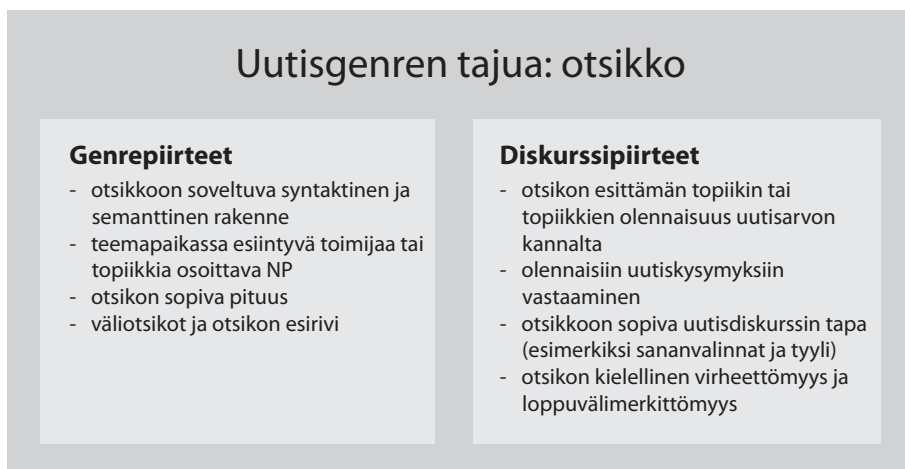 Uutisgenren tajua: otsikko
Genrepiirteet
- otsikkoon soveltuva syntaktinen ja
semanttinen rakenne
- teemapaikassa esiintyvä toimijaa tai
topiikkia osoittava NP
- otsikon sopiva pituus
- väliotsikot ja otsikon esirivi
Diskurssipiirteet
- otsikon esittämän topiikin tai
topiikkien olennaisuus uutisarvon
kannalta
- olennaisiin uutiskysymyksiin
vastaaminen
- otsikkoon sopiva uutisdiskurssin tapa
(esimerkiksi sananvalinnat ja tyyli)
- otsikon kielellinen virheettömyys ja
loppuvälimerkittömyys